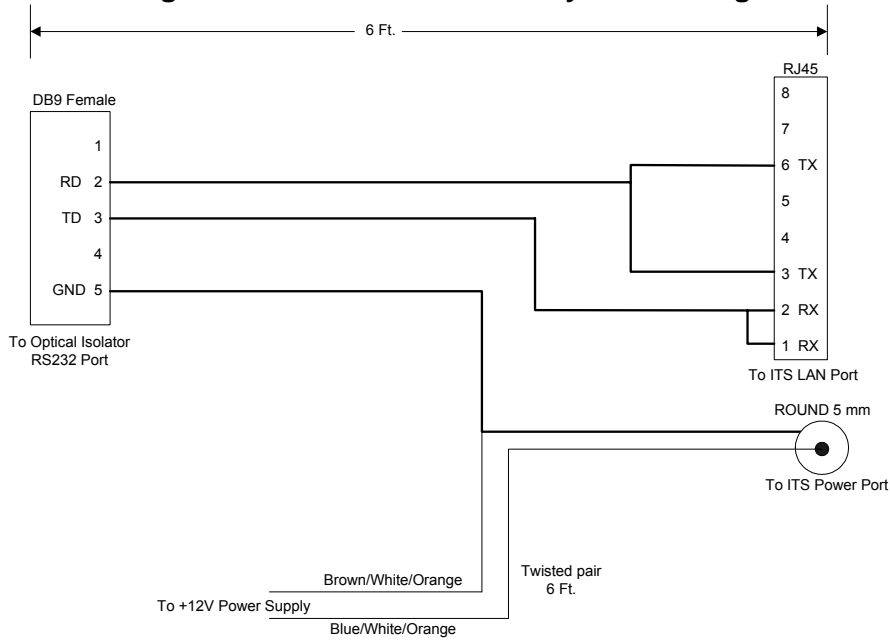 6 Ft.
RJ45
DB9 Female
8
7
1
6 TX
RD 2
5
TD 3
4
4
3 TX
GND 5
2 RX
1 RX
To Optical Isolator
RS232 Port
To ITS LAN Port
ROUND 5 mm
To ITS Power Port
Brown/White/Orange
Twisted pair
6 Ft.
To +12V Power Supply
Blue/White/Orange